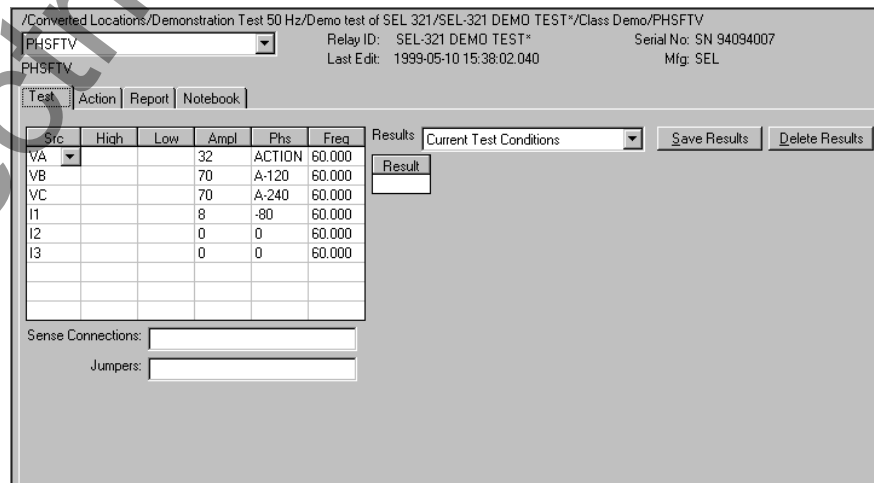 /Converted Locations/Demonstration Test 50 Hz/Demo test of SEL 321/SEL-321 DEMO TEST*/Class Demo/PHSFTV
PHSFTV Relay ID: SEL-321 DEMO TEST* Serial No: SN 94094007
PHSFTV Last Edit: 1999-05-10 15:38:02.040 Mfg: SEL
Test Action Report Notebook
Src High Low Ampl Phs Freq Results Current Test Conditions Save Results Delete Results
VA 32 ACTION 60.000 Result
VB 70 A-120 60.000
VC 70 A-240 60.000
I1 8 -80 60.000
I2 0 0 60.000
I3 0 0 60.000
Sense Connections:
Jumpers: